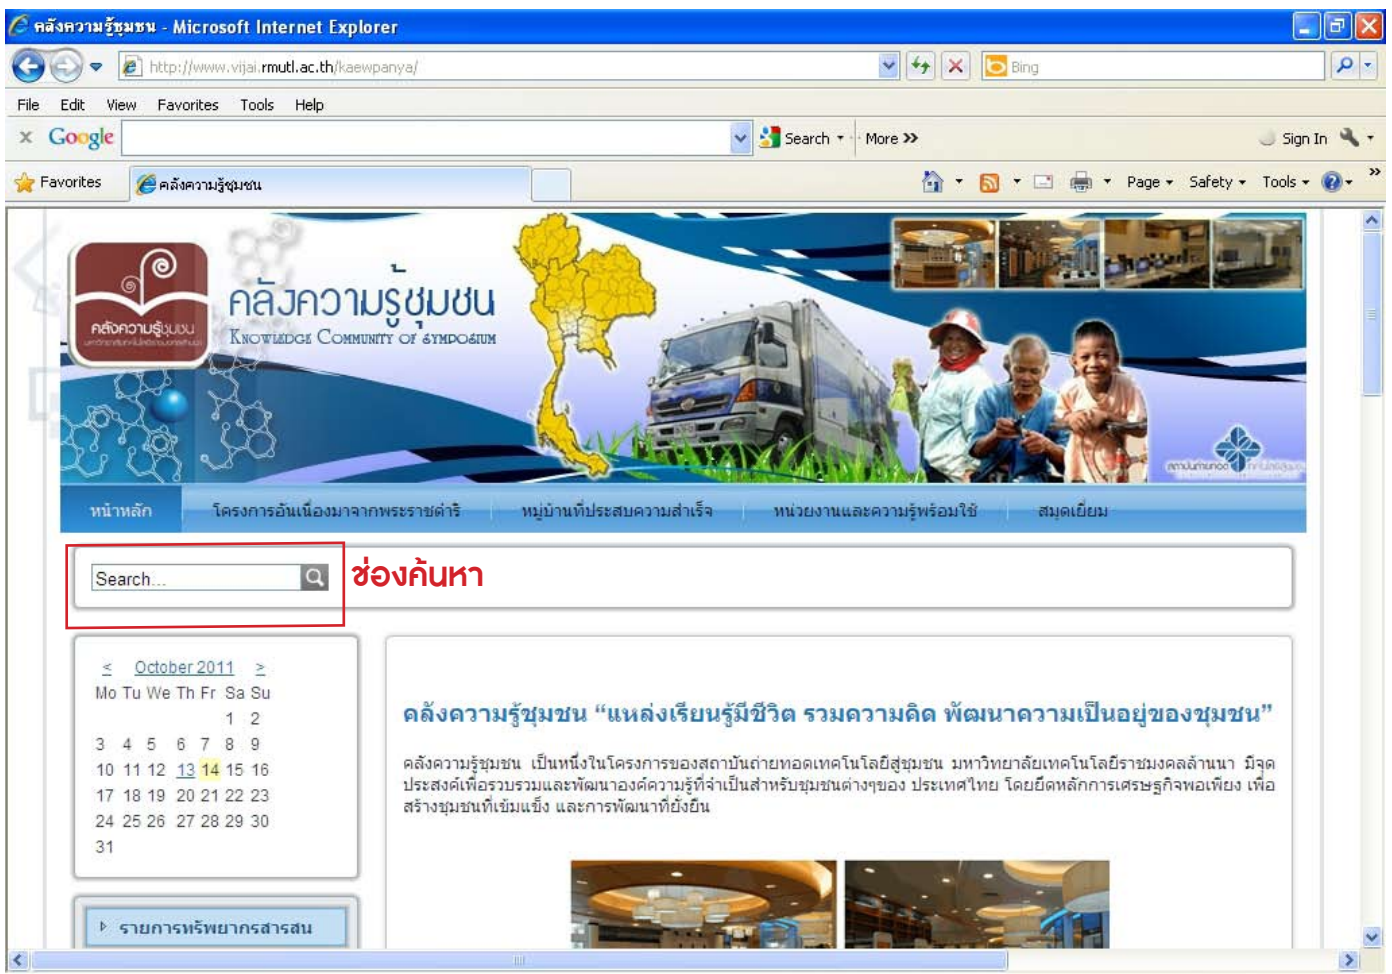 คลังความรู้ชุมชน - Microsoft Internet Explorer
http://www.vijai.rmutl.ac.th/kaewpanya/
Bing
File Edit View Favorites Tools Help
x Google
Search
More >>
Sign In
Favorites
คลังความรู้ชุมชน
Page Safety Tools
คลังความรู้ชุมชน
คลังความรู้ชุมชน
KNOWLEDGE COMMUNITY OF SYMPOSIUM
หน้าหลัก
โครงการอันเนื่องมาจากพระราชดำริ
หมู่บ้านที่ประสบความสำเร็จ
หน่วยงานและความรู้พร้อมใช้
สมุดเยี่ยม
Search...
ช่องค้นหา
< October 2011 >
Mo Tu We Th Fr Sa Su
1 2
3 4 5 6 7 8 9
10 11 12 13 14 15 16
17 18 19 20 21 22 23
24 25 26 27 28 29 30
31
รายการทรัพยากรสารสน
คลังความรู้ชุมชน “แหล่งเรียนรู้มีชีวิต รวมความคิด พัฒนาความเป็นอยู่ของชุมชน”
คลังความรู้ชุมชน เป็นหนึ่งในโครงการของสถาบันถ่ายทอดเทคโนโลยีสู่ชุมชน มหาวิทยาลัยเทคโนโลยีราชมงคลล้านนา มีจุด
ประสงค์เพื่อรวบรวมและพัฒนาองค์ความรู้ที่จำเป็นสำหรับชุมชนต่างๆของ ประเทศไทย โดยยึดหลักการเศรษฐกิจพอเพียง เพื่อ
สร้างชุมชนที่เข้มแข็ง และการพัฒนาที่ยั่งยืน